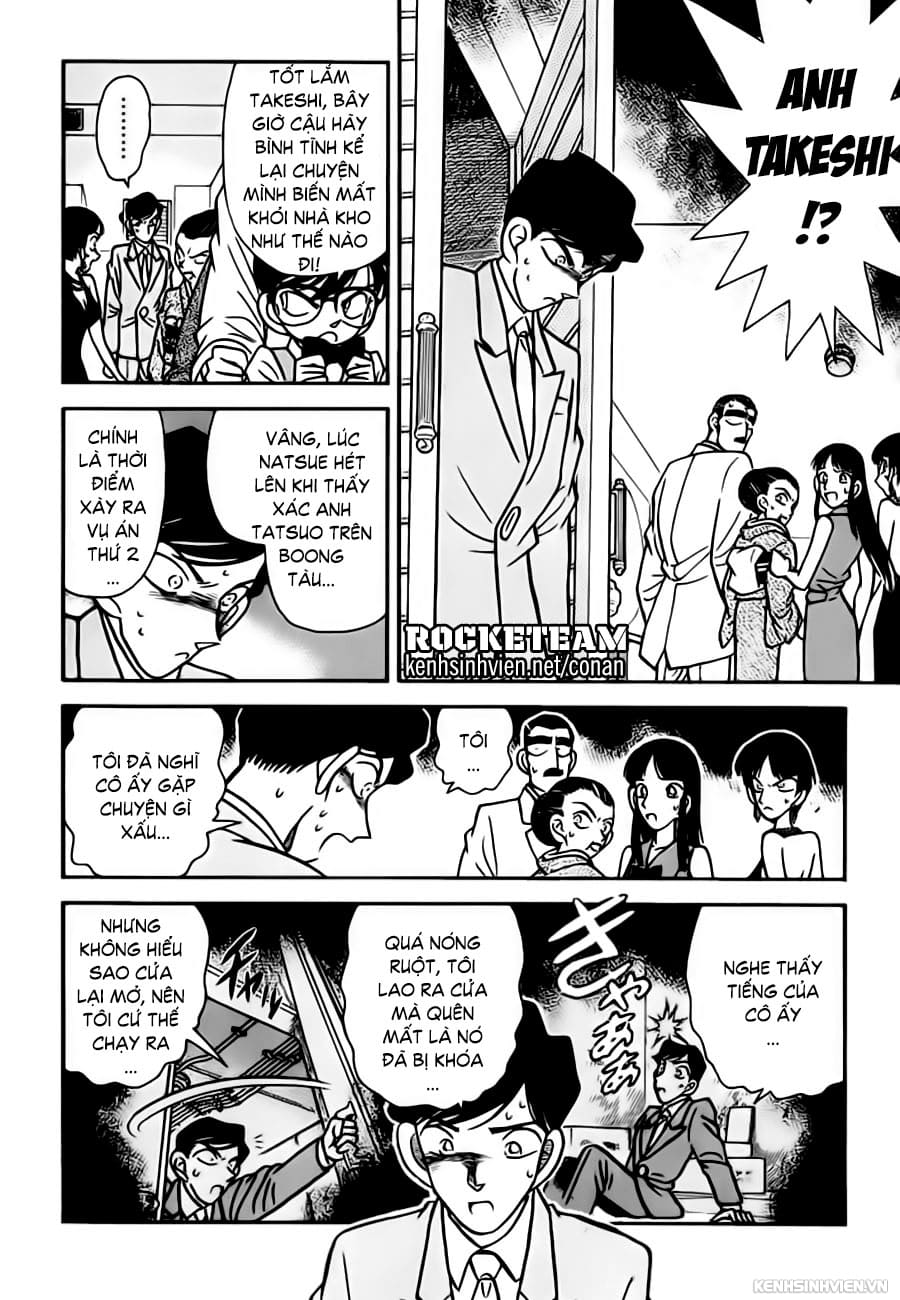 ANH
TAKESHI
!?
TỐT LẮM
TAKESHI, BÂY
GIỜ CẬU HÃY
BÌNH TĨNH KỂ
LẠI CHUYỆN
MÌNH BIẾN MẤT
KHỎI NHÀ KHO
NHƯ THẾ NÀO
ĐI!
......
VÂNG, LÚC
NATSUE HÉT
LÊN KHI THẤY
XÁC ANH
TATSUO TRÊN
BOONG
TÀU...
CHÍNH
LÀ THỜI
ĐIỂM
XẢY RA
VỤ ÁN
THỨ 2
...
ROCKETEAM
kenhsinhvien.net/conan
TÔI
...
TÔI ĐÃ NGHĨ
CÔ ẤY GẶP
CHUYỆN GÌ
XẤU...
NGHE THẤY
TIẾNG CỦA
CÔ ẤY
...
きゃあああ
QUÁ NÓNG
RUỘT, TÔI
LAO RA CỬA
MÀ QUÊN
MẤT LÀ NÓ
ĐÃ BỊ KHÓA
...
NHƯNG
KHÔNG HIỂU
SAO CỬA
LẠI MỞ, NÊN
TÔI CỨ THẾ
CHẠY RA ...
KENHSINHVIEN.VN